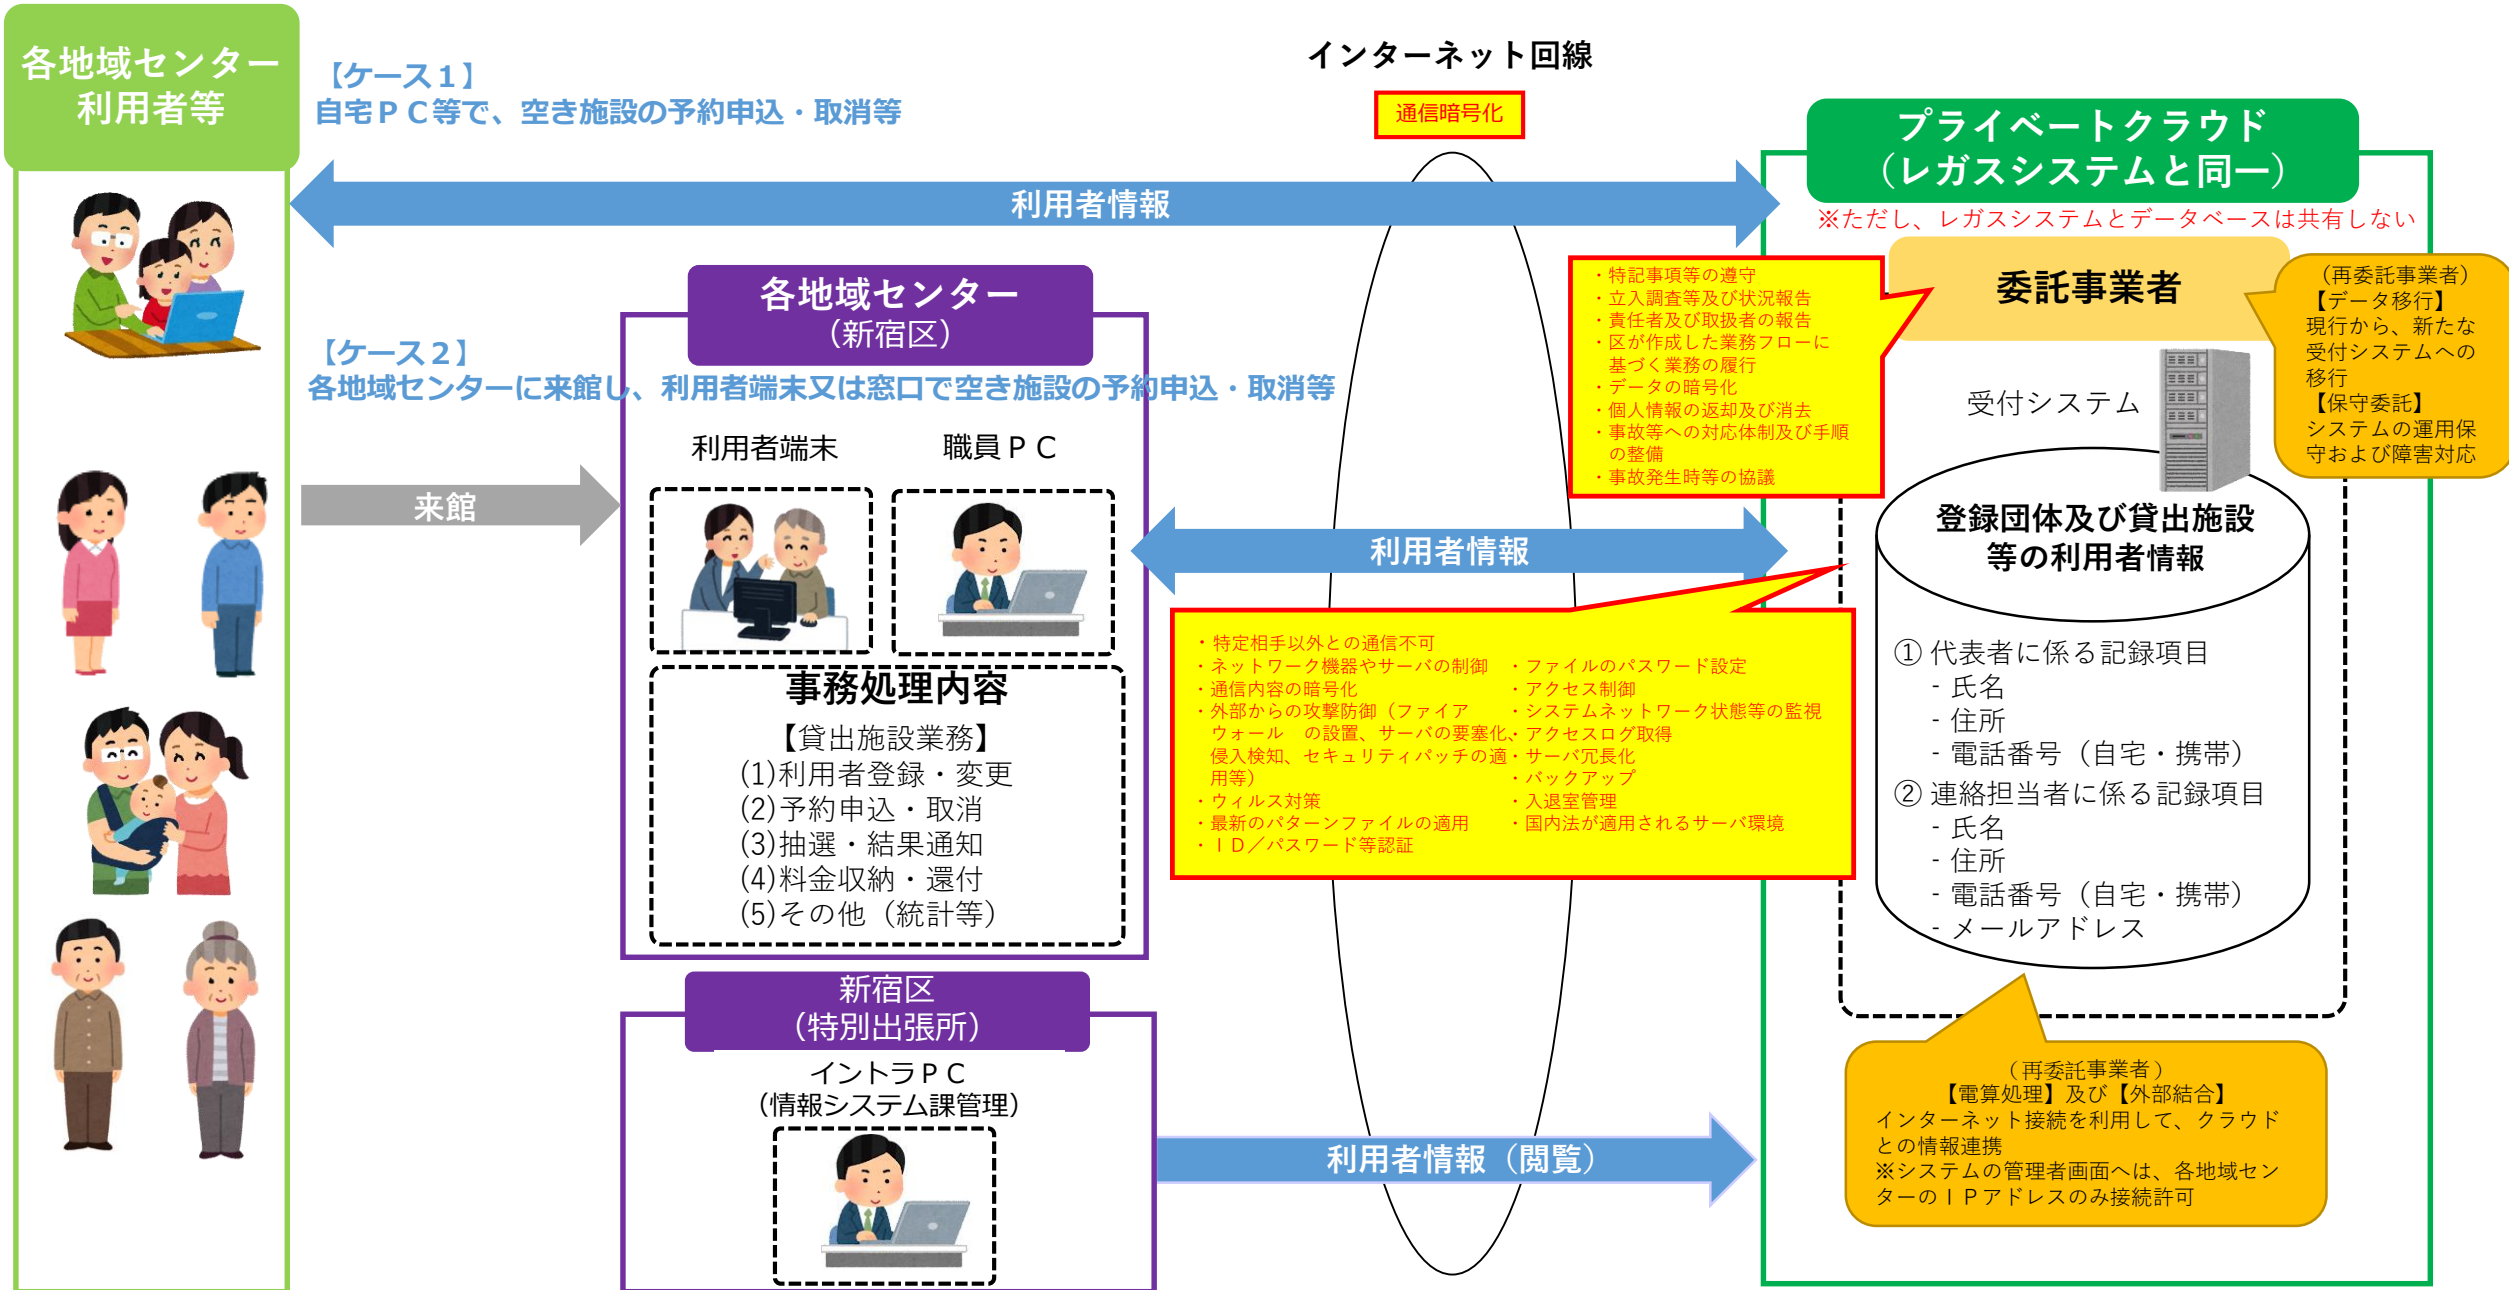 各地域センター
利用者等
【ケース１】
自宅ＰＣ等で、空き施設の予約申込・取消等
インターネット回線
通信暗号化
利用者情報
プライベートクラウド
（レガスシステムと同一）
※ただし、レガスシステムとデータベースは共有しない
委託事業者
（再委託事業者）
【データ移行】
現行から、新たな
受付システムへの
移行
【保守委託】
システムの運用保
守および障害対応
・特記事項等の遵守
・立入調査等及び状況報告
・責任者及び取扱者の報告
・区が作成した業務フローに
基づく業務の履行
・データの暗号化
・個人情報の返却及び消去
・事故等への対応体制及び手順
の整備
・事故発生時等の協議
各地域センター
（新宿区）
【ケース２】
各地域センターに来館し、利用者端末又は窓口で空き施設の予約申込・取消等
来館
利用者端末
職員ＰＣ
事務処理内容
【貸出施設業務】
(1)利用者登録・変更
(2)予約申込・取消
(3)抽選・結果通知
(4)料金収納・還付
(5)その他（統計等）
利用者情報
・特定相手以外との通信不可
・ネットワーク機器やサーバの制御
・通信内容の暗号化
・外部からの攻撃防御（ファイア
ウォール　の設置、サーバの要塞化、
侵入検知、セキュリティパッチの適
用等）
・ウィルス対策
・最新のパターンファイルの適用
・ＩＤ／パスワード等認証
・ファイルのパスワード設定
・アクセス制御
・システムネットワーク状態等の監視
・アクセスログ取得
・サーバ冗長化
・バックアップ
・入退室管理
・国内法が適用されるサーバ環境
受付システム
登録団体及び貸出施設
等の利用者情報
① 代表者に係る記録項目
- 氏名
- 住所
- 電話番号（自宅・携帯）
② 連絡担当者に係る記録項目
- 氏名
- 住所
- 電話番号（自宅・携帯）
- メールアドレス
新宿区
（特別出張所）
イントラＰＣ
（情報システム課管理）
利用者情報（閲覧）
（再委託事業者）
【電算処理】及び【外部結合】
インターネット接続を利用して、クラウド
との情報連携
※システムの管理者画面へは、各地域セン
ターのＩＰアドレスのみ接続許可